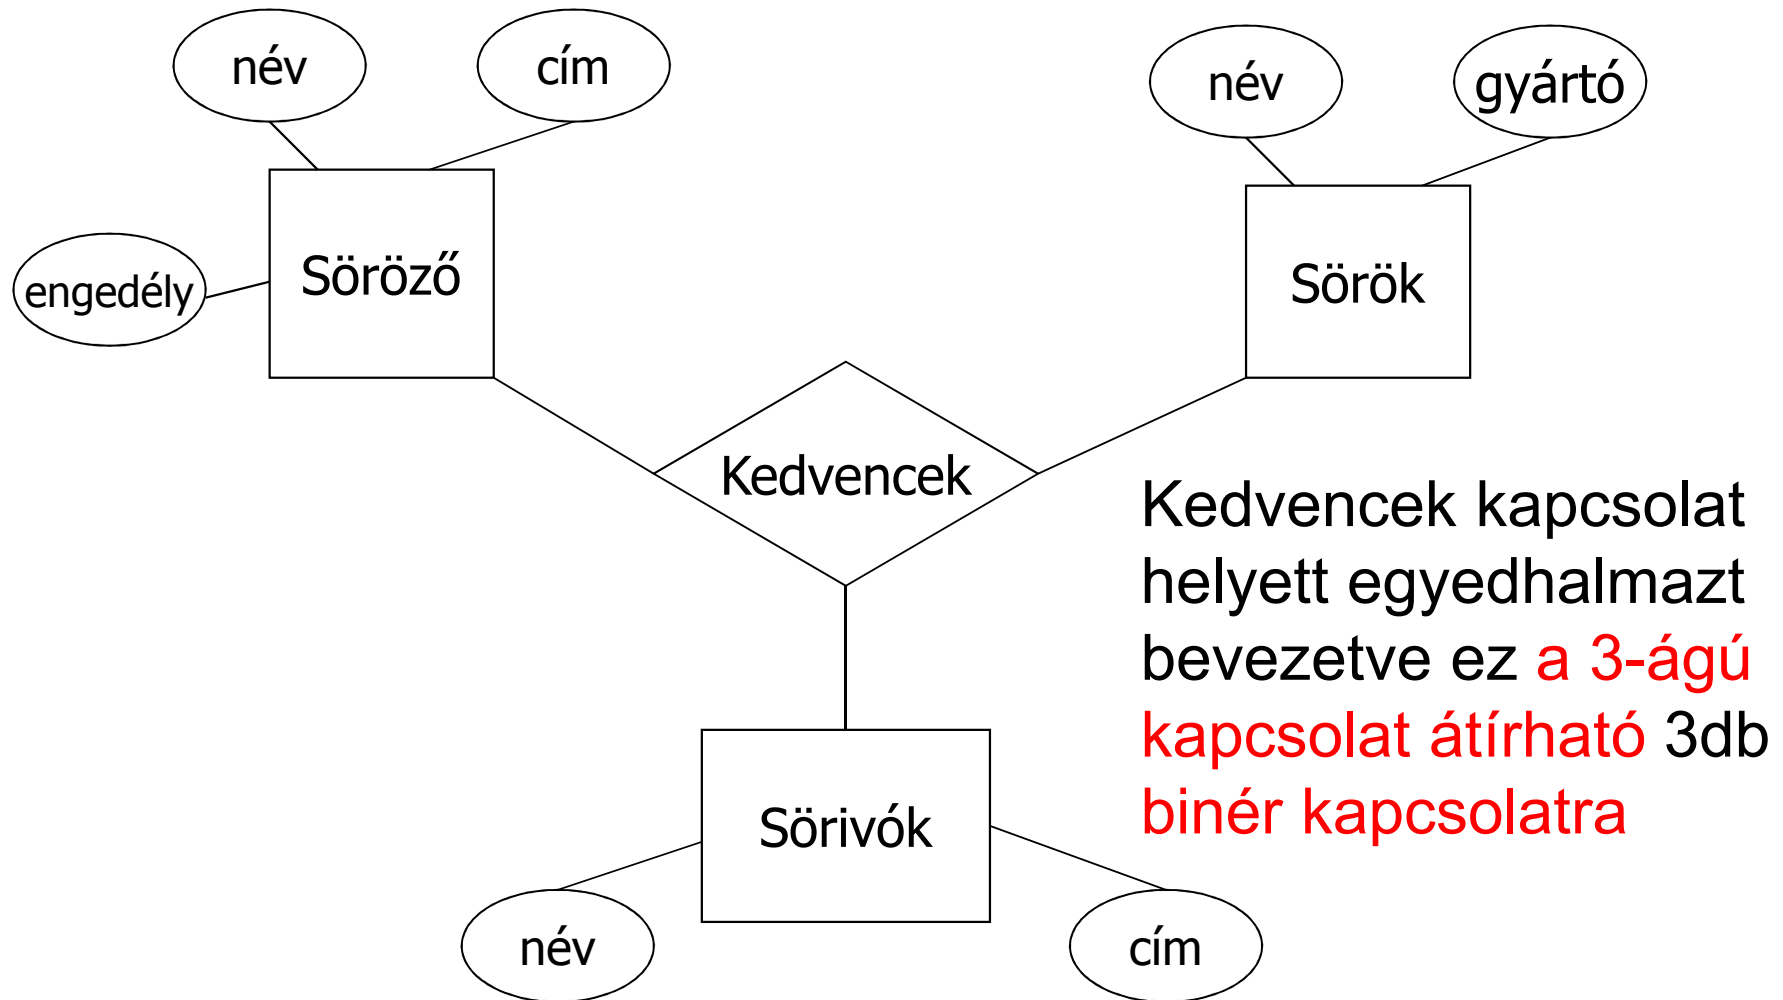 név
cím
név
gyártó
engedély
Söröző
Sörök
Kedvencek
Kedvencek kapcsolat
helyett egyedhalmazt
bevezetve ez a 3-ágú
kapcsolat átírható 3db
binér kapcsolatra
Sörivók
név
cím